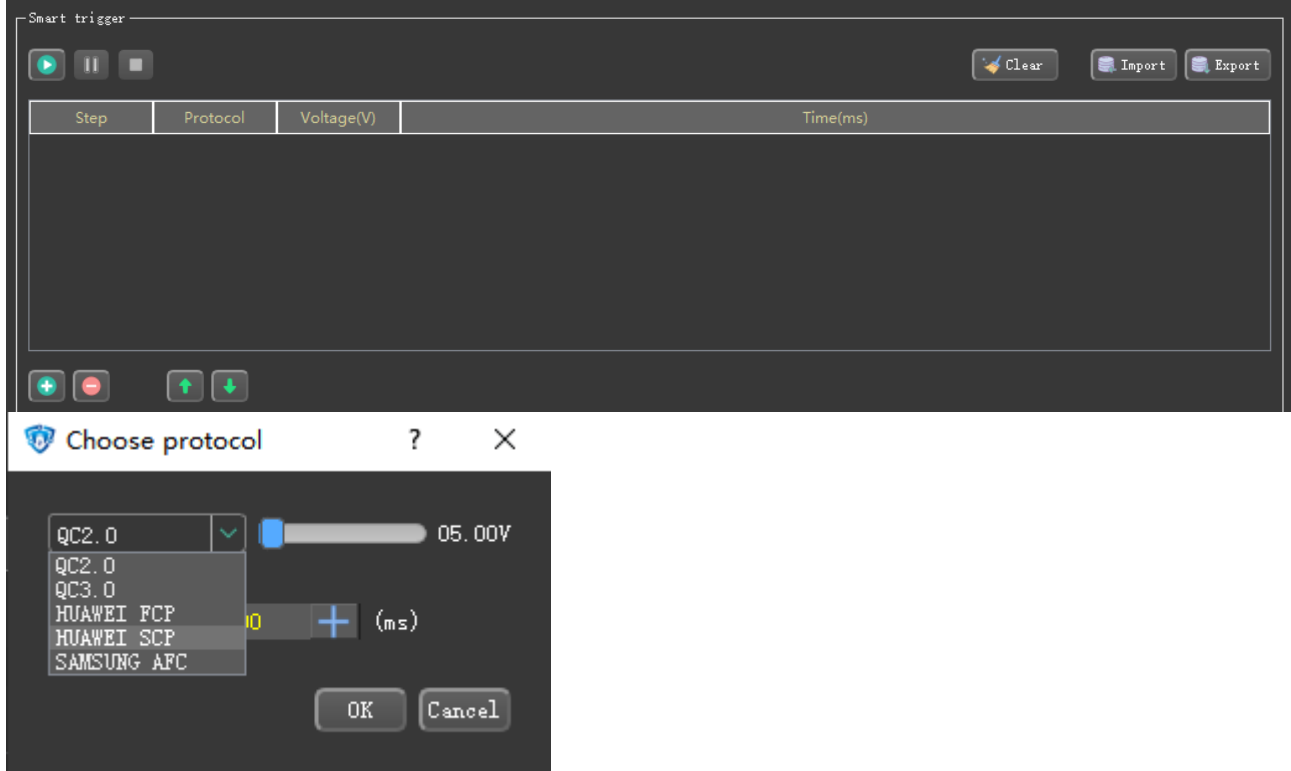 Smart trigger
Clear Import Export
Step Protocol Voltage(V) Time(ms)
Choose protocol ?
QC2.0 05.00V
QC2.0
QC3.0
HUAWEI FCP
HUAWEI SCP
SAMSUNG AFC
(ms)
OK Cancel